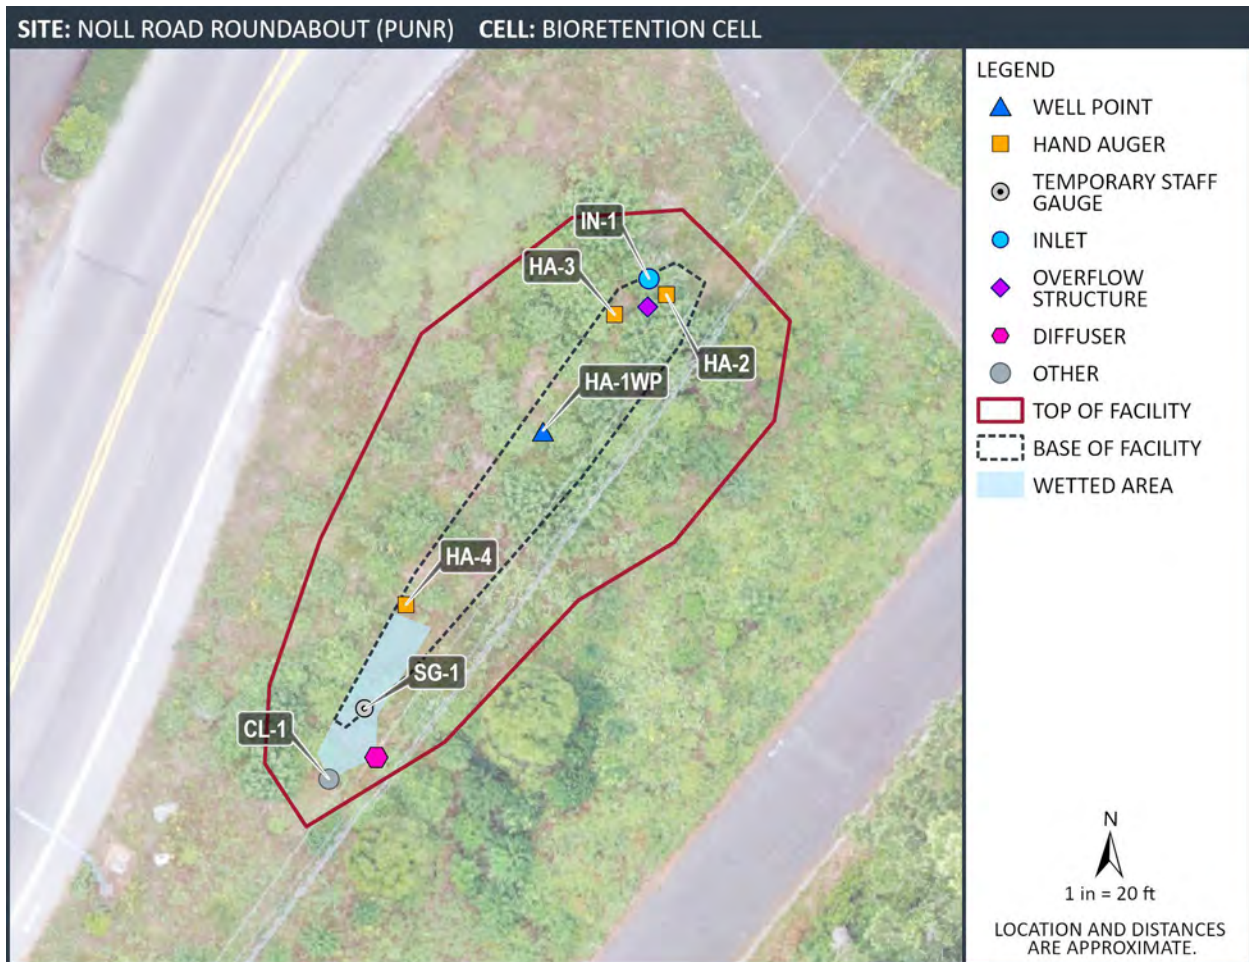 SITE: NOLL ROAD ROUNDABOUT (PUNR) CELL: BIORETENTION CELL
LEGEND
WELL POINT
HAND AUGER
TEMPORARY STAFF
GAUGE
INLET
OVERFLOW
STRUCTURE
DIFFUSER
OTHER
TOP OF FACILITY
BASE OF FACILITY
WETTED AREA
IN-1
HA-3
HA-2
HA-1WP
HA-4
SG-1
CL-1
N
1 in = 20 ft
LOCATION AND DISTANCES
ARE APPROXIMATE.